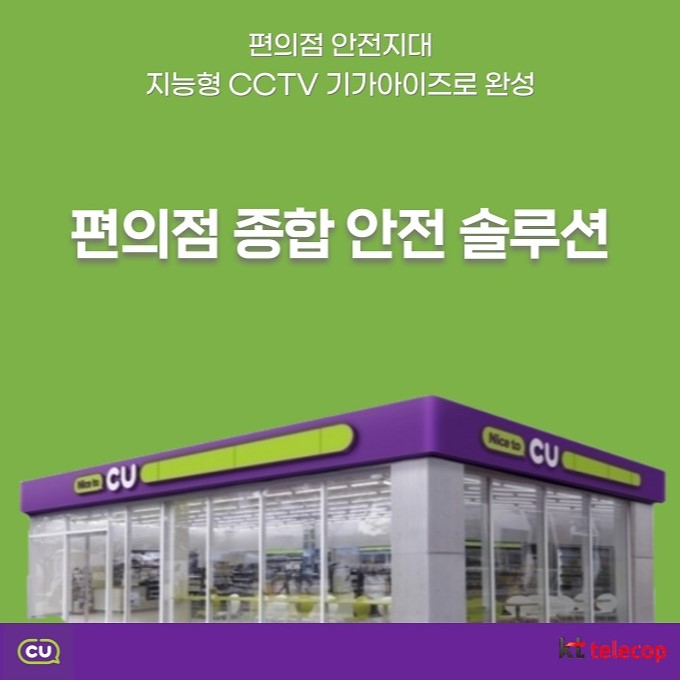 편의점 안전지대
지능형 CCTV 기가아이즈로 완성
편의점 종합 안전 솔루션
Nice to CU
Nice to CU
CU
kt telecop